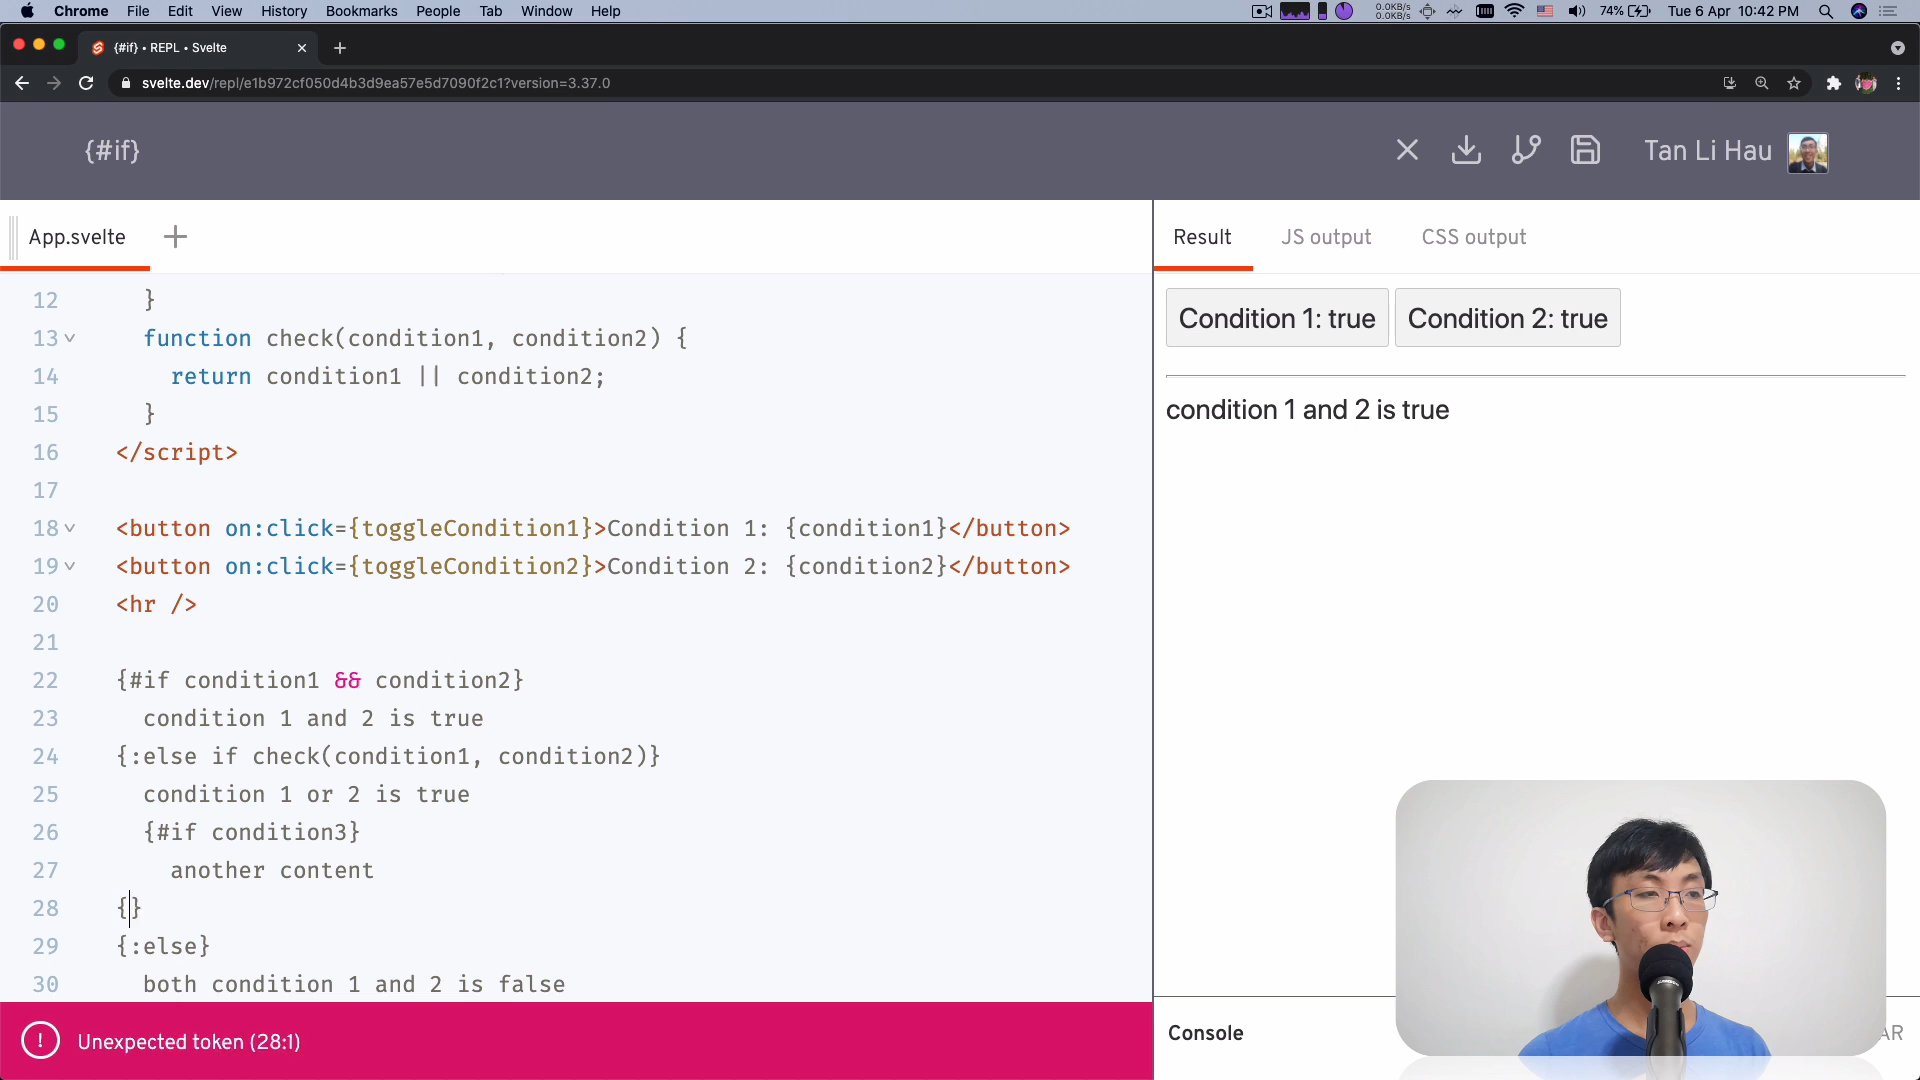 Chrome File Edit View History Bookmarks People Tab Window Help
0.0KB/s
0.0KB/s
74%
Tue 6 Apr 10:42 PM
{#if} • REPL • Svelte
svelte.dev/repl/e1b972cf050d4b3d9ea57e5d7090f2c1?version=3.37.0
{#if}
Tan Li Hau
App.svelte
Result JS output CSS output
12 }
13 function check(condition1, condition2) {
14 return condition1 || condition2;
15 }
16 </script>
17
18 <button on:click={toggleCondition1}>Condition 1: {condition1}</button>
19 <button on:click={toggleCondition2}>Condition 2: {condition2}</button>
20 <hr />
21
22 {#if condition1 && condition2}
23 condition 1 and 2 is true
24 {:else if check(condition1, condition2)}
25 condition 1 or 2 is true
26 {#if condition3}
27 another content
28 {}
29 {:else}
30 both condition 1 and 2 is false
! Unexpected token (28:1)
Condition 1: true Condition 2: true
condition 1 and 2 is true
Console
AR